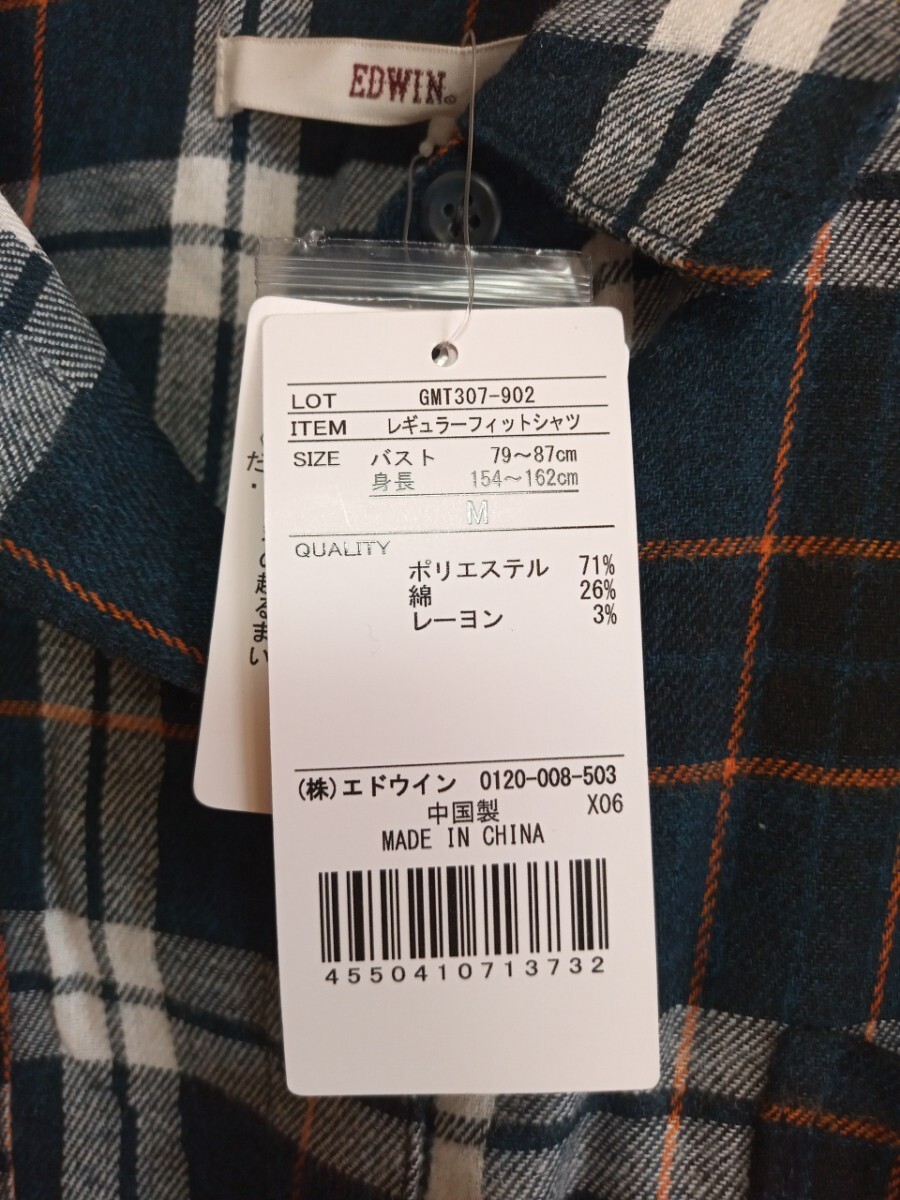 EDWIN
LOT GMT307-902
ITEM レギュラーフィットシャツ
SIZE バスト 79～87cm
身長 154～162cm
M
QUALITY
ポリエステル 71%
綿 26%
レーヨン 3%
(株)エドウイン 0120-008-503
中国製 X06
MADE IN CHINA
4550410713732